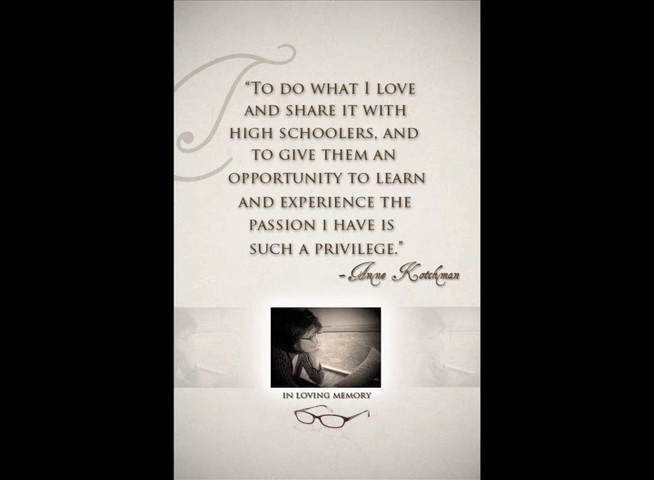 “To do what I love
and share it with
high schoolers, and
to give them an
opportunity to learn
and experience the
passion I have is
such a privilege.”
- Anne Kotchman
In Loving Memory